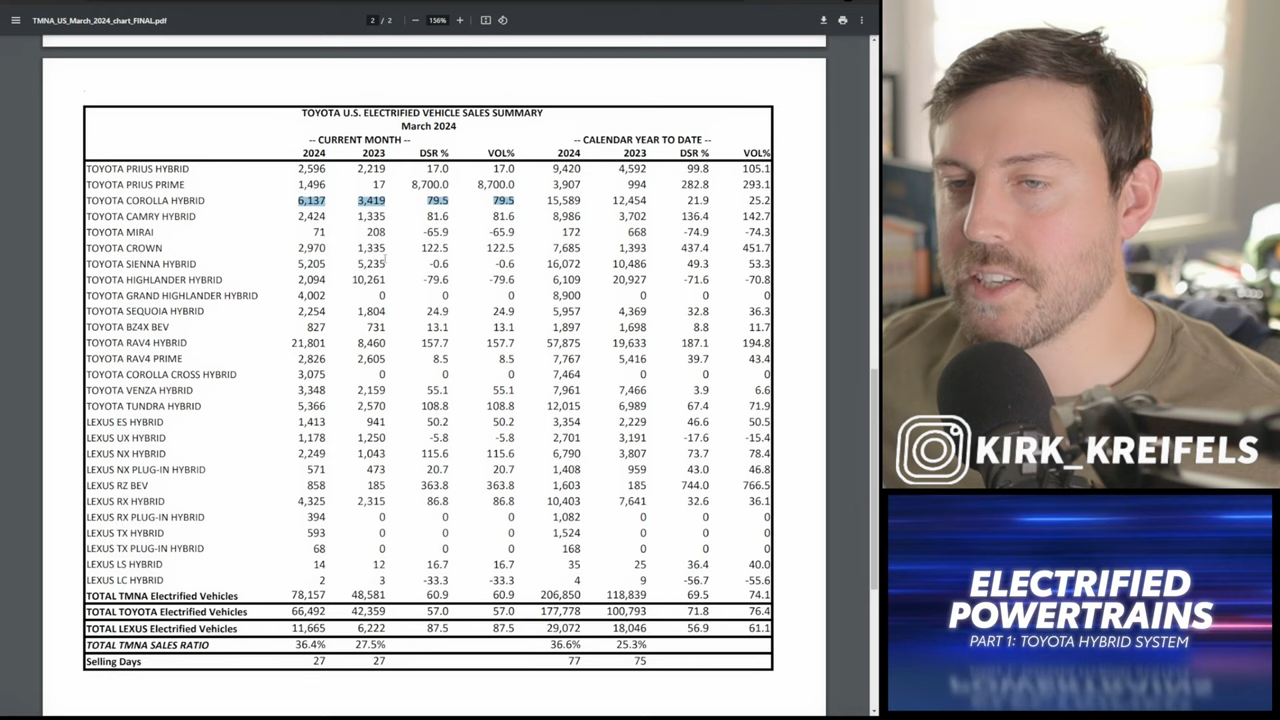 TMNA_US_March_2024_chart_FINAL.pdf 2 / 2 156%
TOYOTA U.S. ELECTRIFIED VEHICLE SALES SUMMARY
March 2024
-- CURRENT MONTH -- -- CALENDAR YEAR TO DATE --
2024 2023 DSR % VOL% 2024 2023 DSR % VOL%
TOYOTA PRIUS HYBRID 2,596 2,219 17.0 17.0 9,420 4,592 99.8 105.1
TOYOTA PRIUS PRIME 1,496 17 8,700.0 8,700.0 3,907 994 282.8 293.1
TOYOTA COROLLA HYBRID 6,137 3,419 79.5 79.5 15,589 12,454 21.9 25.2
TOYOTA CAMRY HYBRID 2,424 1,335 81.6 81.6 8,986 3,702 136.4 142.7
TOYOTA MIRAI 71 208 -65.9 -65.9 172 668 -74.9 -74.3
TOYOTA CROWN 2,970 1,335 122.5 122.5 7,685 1,393 437.4 451.7
TOYOTA SIENNA HYBRID 5,205 5,235 -0.6 -0.6 16,072 10,486 49.3 53.3
TOYOTA HIGHLANDER HYBRID 2,094 10,261 -79.6 -79.6 6,109 20,927 -71.6 -70.8
TOYOTA GRAND HIGHLANDER HYBRID 4,002 0 0 0 8,900 0 0 0
TOYOTA SEQUOIA HYBRID 2,254 1,804 24.9 24.9 5,957 4,369 32.8 36.3
TOYOTA BZ4X BEV 827 731 13.1 13.1 1,897 1,698 8.8 11.7
TOYOTA RAV4 HYBRID 21,801 8,460 157.7 157.7 57,875 19,633 187.1 194.8
TOYOTA RAV4 PRIME 2,826 2,605 8.5 8.5 7,767 5,416 39.7 43.4
TOYOTA COROLLA CROSS HYBRID 3,075 0 0 0 7,464 0 0 0
TOYOTA VENZA HYBRID 3,348 2,159 55.1 55.1 7,961 7,466 3.9 6.6
TOYOTA TUNDRA HYBRID 5,366 2,570 108.8 108.8 12,015 6,989 67.4 71.9
LEXUS ES HYBRID 1,413 941 50.2 50.2 3,354 2,229 46.6 50.5
LEXUS UX HYBRID 1,178 1,250 -5.8 -5.8 2,701 3,191 -17.6 -15.4
LEXUS NX HYBRID 2,249 1,043 115.6 115.6 6,790 3,807 73.7 78.4
LEXUS NX PLUG-IN HYBRID 571 473 20.7 20.7 1,408 959 43.0 46.8
LEXUS RZ BEV 858 185 363.8 363.8 1,603 185 744.0 766.5
LEXUS RX HYBRID 4,325 2,315 86.8 86.8 10,403 7,641 32.6 36.1
LEXUS RX PLUG-IN HYBRID 394 0 0 0 1,082 0 0 0
LEXUS TX HYBRID 593 0 0 0 1,524 0 0 0
LEXUS TX PLUG-IN HYBRID 68 0 0 0 168 0 0 0
LEXUS LS HYBRID 14 12 16.7 16.7 35 25 36.4 40.0
LEXUS LC HYBRID 2 3 -33.3 -33.3 4 9 -56.7 -55.6
TOTAL TMNA Electrified Vehicles 78,157 48,581 60.9 60.9 206,850 118,839 69.5 74.1
TOTAL TOYOTA Electrified Vehicles 66,492 42,359 57.0 57.0 177,778 100,793 71.8 76.4
TOTAL LEXUS Electrified Vehicles 11,665 6,222 87.5 87.5 29,072 18,046 56.9 61.1
TOTAL TMNA SALES RATIO 36.4% 27.5% 36.6% 25.3%
Selling Days 27 27 77 75
KIRK_KREIFELS
ELECTRIFIED
POWERTRAINS
PART 1: TOYOTA HYBRID SYSTEM